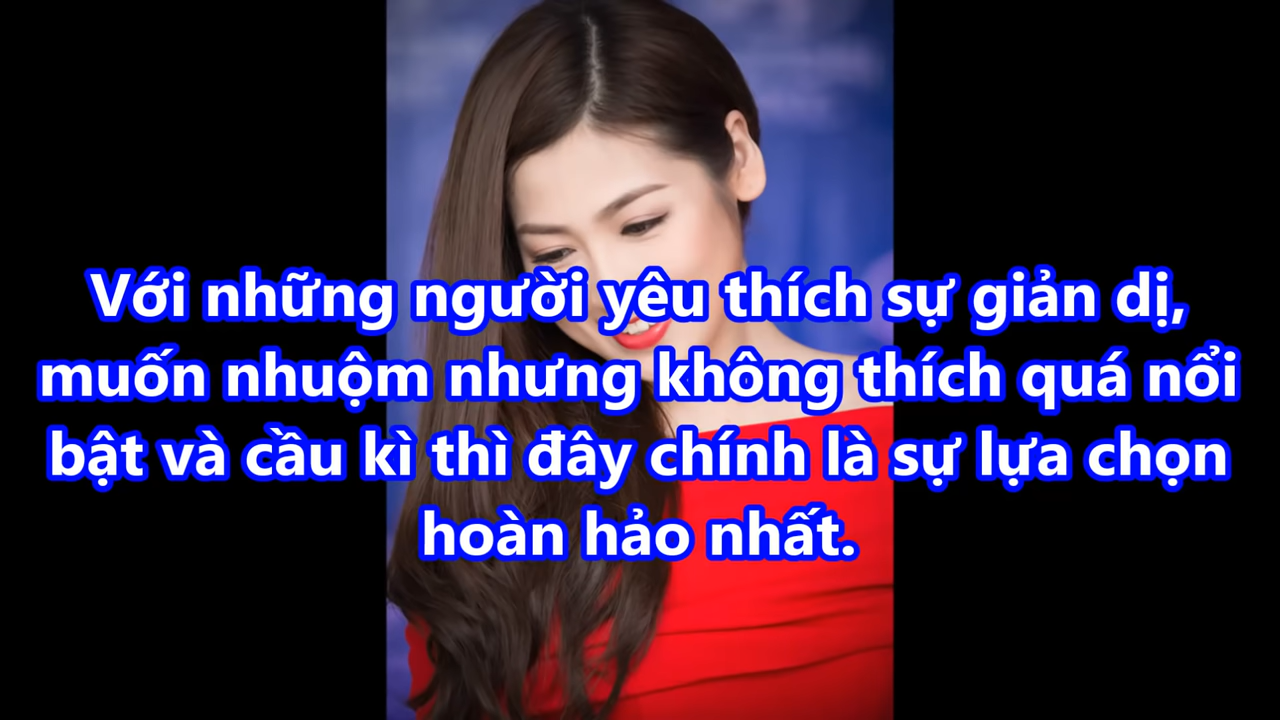 Với những người yêu thích sự giản dị,
muốn nhuộm nhưng không thích quá nổi
bật và cầu kì thì đây chính là sự lựa chọn
hoàn hảo nhất.